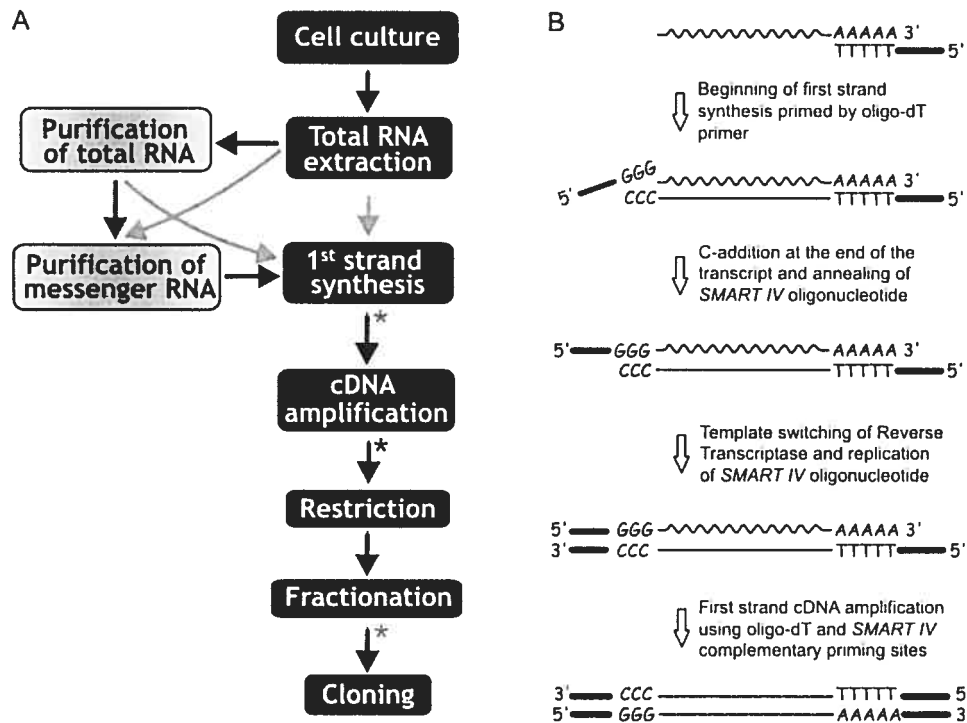 A
Cell culture
Total RNA
extraction
Purification
of total RNA
Purification of
messenger RNA
1st strand
synthesis
*
cDNA
amplification
*
Restriction
Fractionation
*
Cloning
B
AAAAA 3'
TTTTT 5'
Beginning of first strand
synthesis primed by oligo-dT
primer
5' GGG AAAAA 3'
CCC TTTTT 5'
C-addition at the end of the
transcript and annealing of
SMART IV oligonucleotide
5' GGG AAAAA 3'
CCC TTTTT 5'
Template switching of Reverse
Transcriptase and replication
of SMART IV oligonucleotide
5' GGG AAAAA 3'
3' CCC TTTTT 5'
First strand cDNA amplification
using oligo-dT and SMART IV
complementary priming sites
3' CCC TTTTT 5
5' GGG AAAAA 3